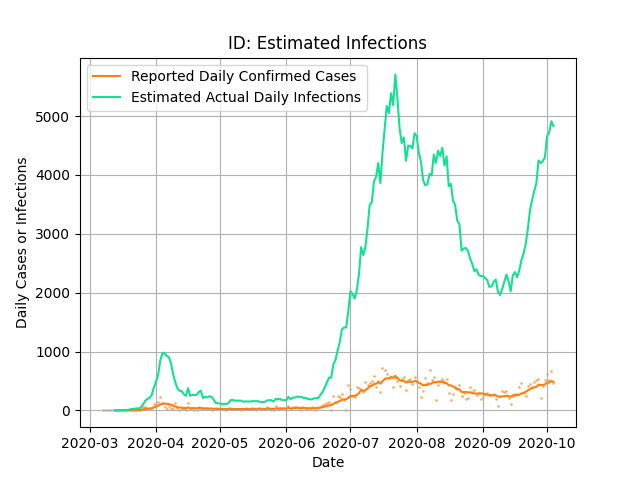 ID: Estimated Infections
Reported Daily Confirmed Cases
Estimated Actual Daily Infections
Daily Cases or Infections
5000
4000
3000
2000
1000
0
2020-03 2020-04 2020-05 2020-06 2020-07 2020-08 2020-09 2020-10
Date